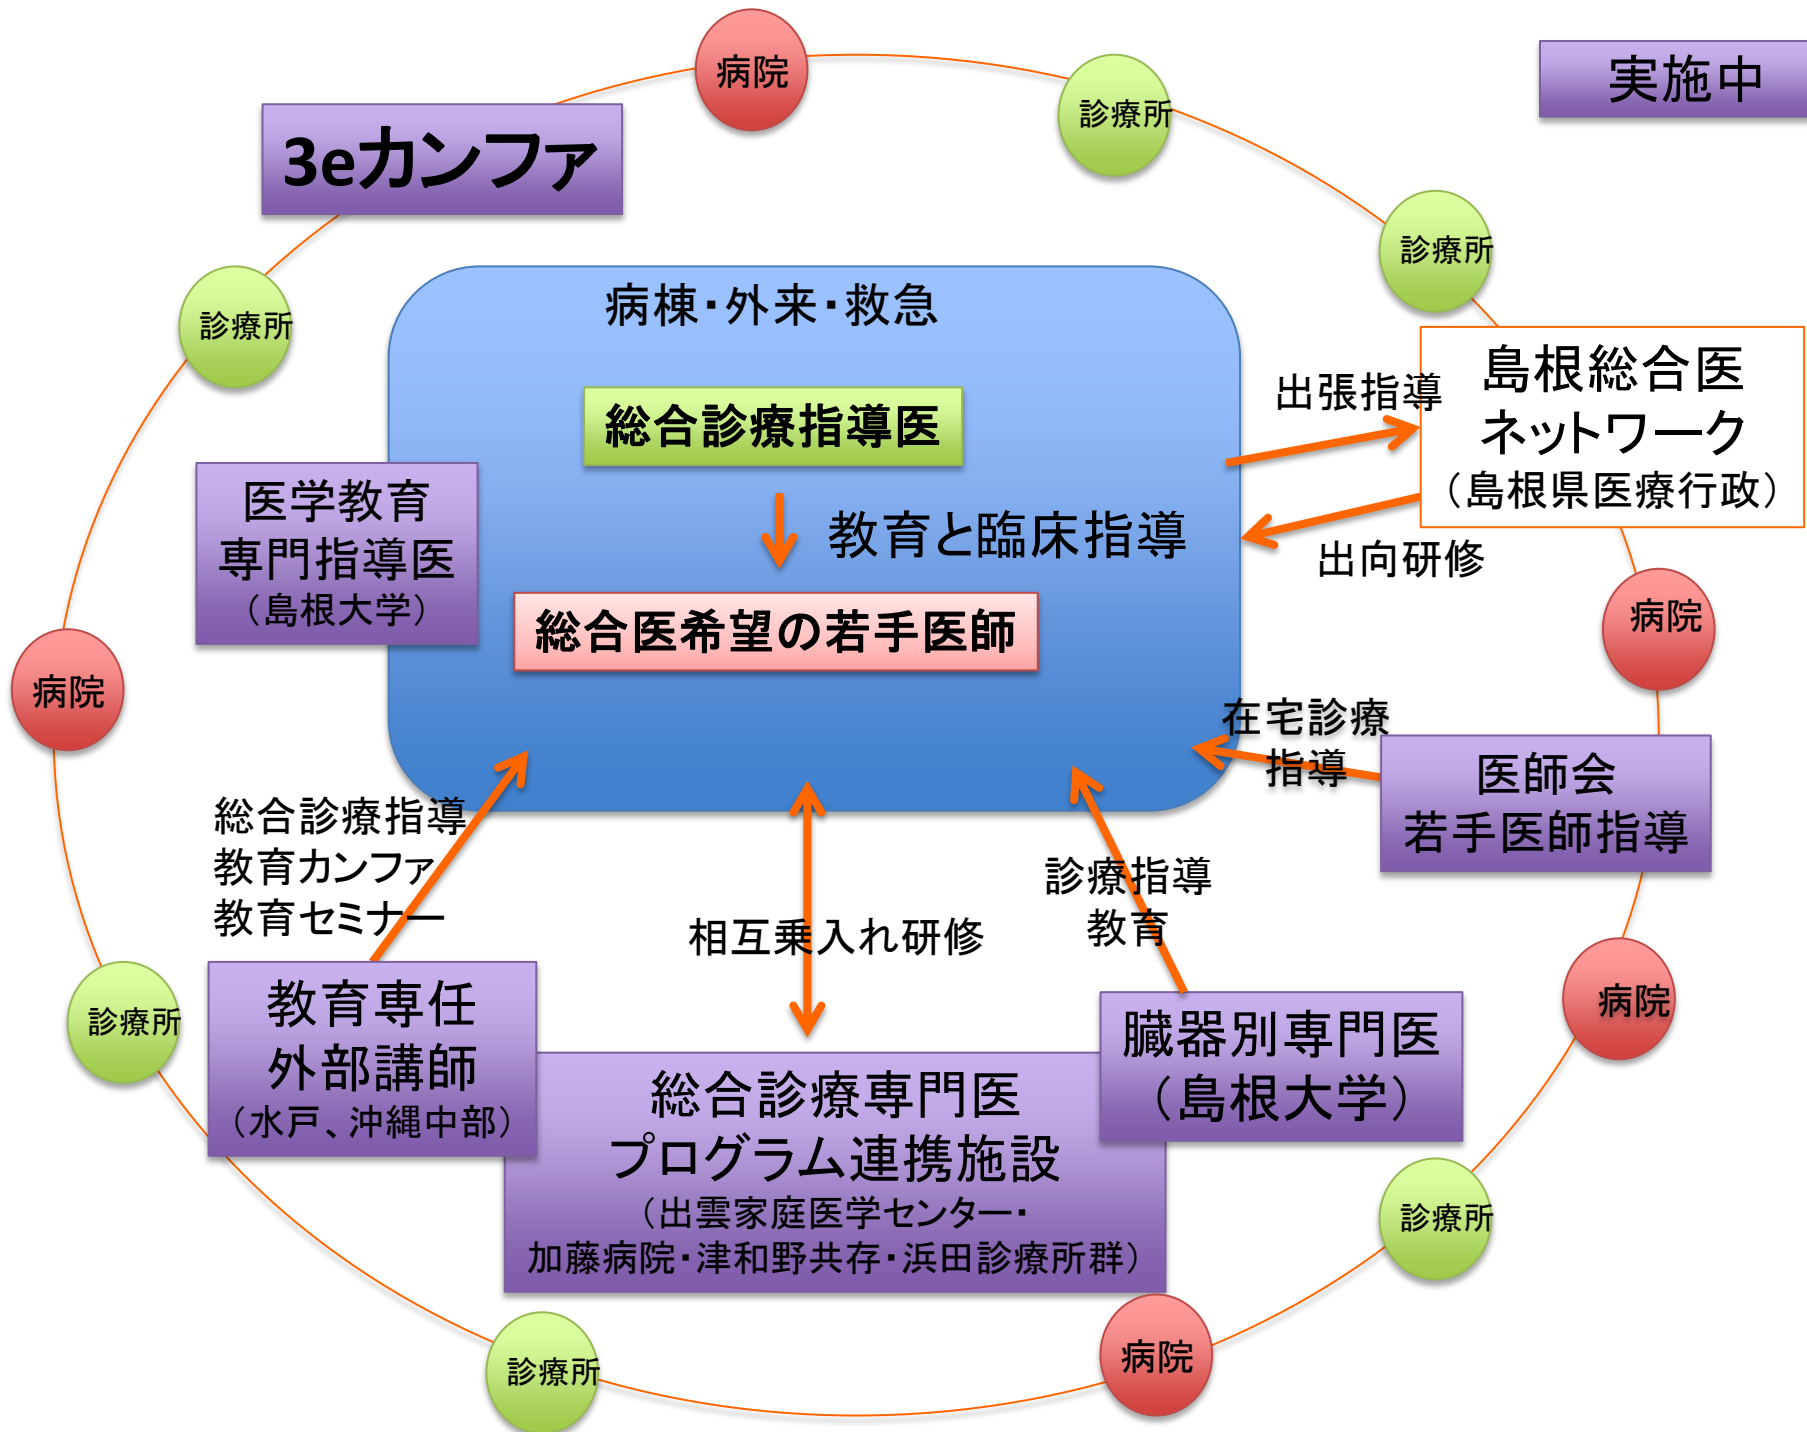 病院
実施中
診療所
3eカンファ
診療所
病棟・外来・救急
診療所
島根総合医
ネットワーク
（島根県医療行政）
出張指導
総合診療指導医
医学教育
専門指導医
（島根大学）
教育と臨床指導
出向研修
総合医希望の若手医師
病院
病院
在宅診療
指導
医師会
若手医師指導
総合診療指導
教育カンファ
教育セミナー
診療指導
教育
相互乗入れ研修
病院
診療所
教育専任
外部講師
（水戸、沖縄中部）
臓器別専門医
（島根大学）
総合診療専門医
プログラム連携施設
（出雲家庭医学センター・
加藤病院・津和野共存・浜田診療所群）
診療所
病院
診療所